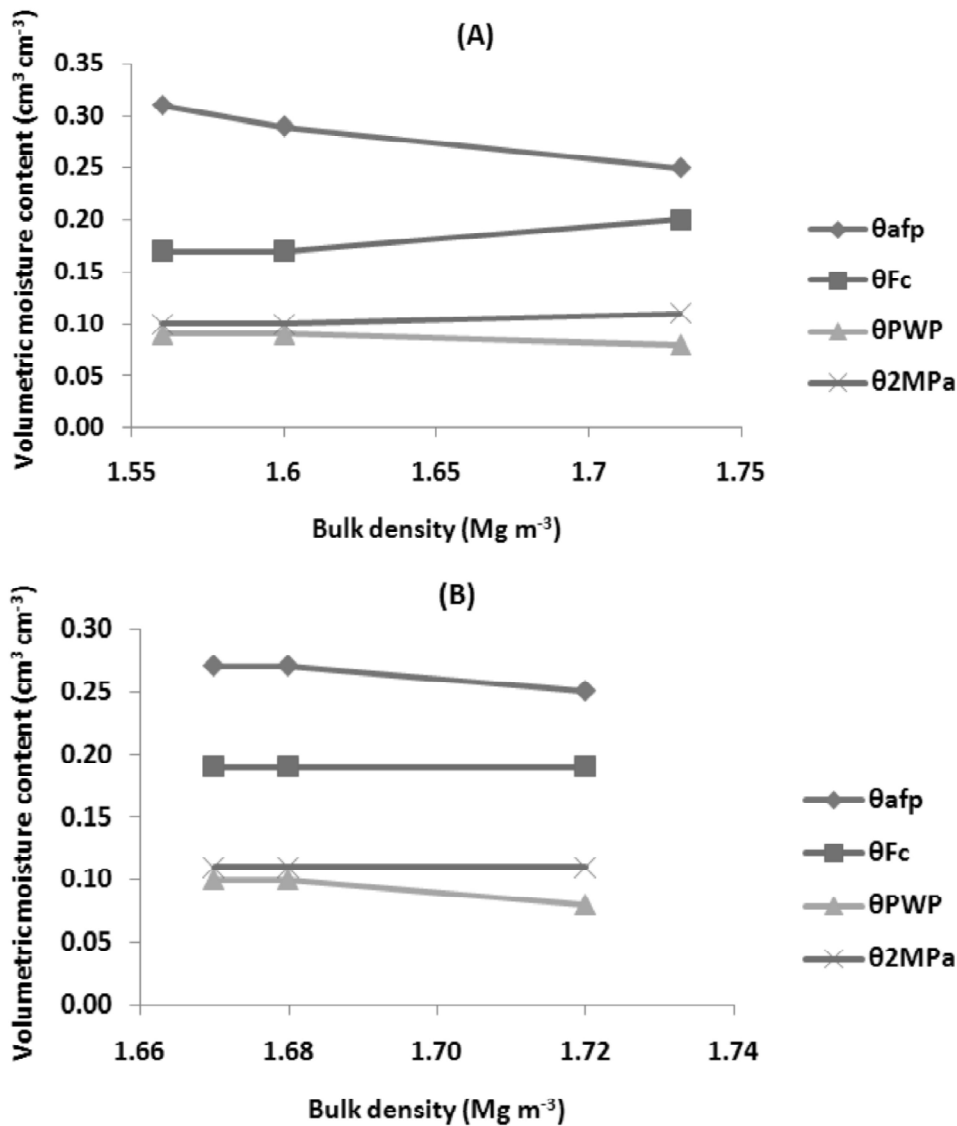 (A)
Volumetric moisture content (cm³ cm⁻³)
0.35
0.30
0.25
0.20
0.15
0.10
0.05
0.00
1.55 1.6 1.65 1.7 1.75
Bulk density (Mg m⁻³)
θafp
θFc
θPWP
θ2MPa
(B)
Volumetric moisture content (cm³ cm⁻³)
0.30
0.25
0.20
0.15
0.10
0.05
0.00
1.66 1.68 1.70 1.72 1.74
Bulk density (Mg m⁻³)
θafp
θFc
θPWP
θ2MPa